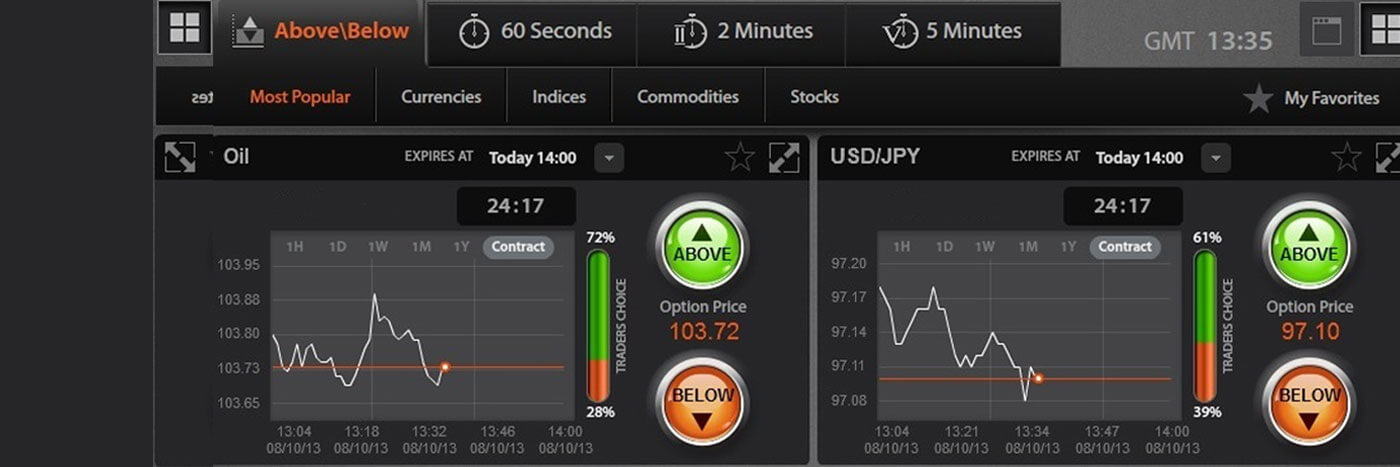 Above\Below
60 Seconds
2 Minutes
5 Minutes
GMT 13:35
Most Popular
Currencies
Indices
Commodities
Stocks
My Favorites
Oil
EXPIRES AT Today 14:00
24:17
1H 1D 1W 1M 1Y Contract
103.95
103.88
103.80
103.73
103.65
13:04 13:18 13:32 13:46 14:00
08/10/13 08/10/13 08/10/13 08/10/13 08/10/13
72%
TRADERS CHOICE
28%
ABOVE
Option Price
103.72
BELOW
USD/JPY
EXPIRES AT Today 14:00
24:17
1H 1D 1W 1M 1Y Contract
97.20
97.17
97.14
97.11
97.08
13:04 13:21 13:34 13:47 14:00
08/10/13 08/10/13 08/10/13 08/10/13 08/10/13
61%
TRADERS CHOICE
39%
ABOVE
Option Price
97.10
BELOW